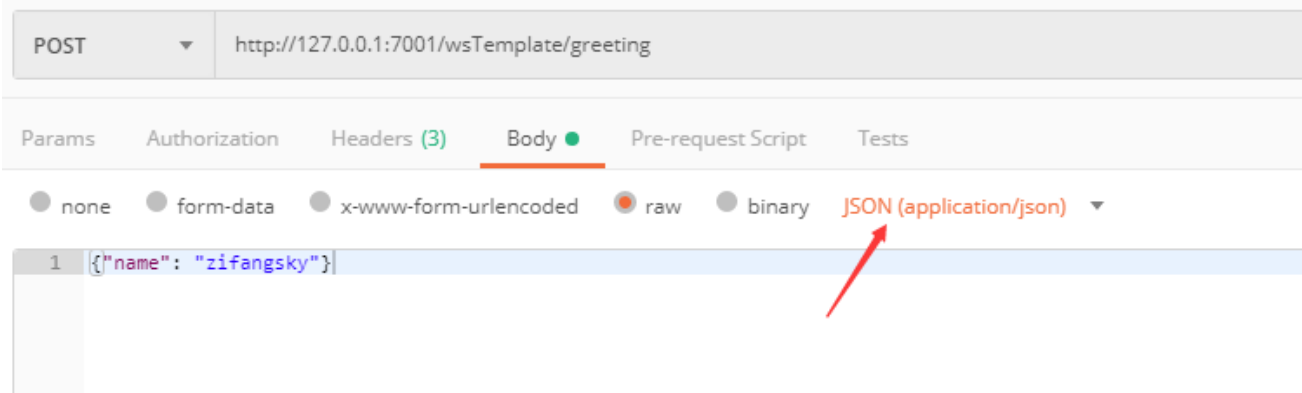 POST http://127.0.0.1:7001/wsTemplate/greeting
Params Authorization Headers (3) Body Pre-request Script Tests
none form-data x-www-form-urlencoded raw binary JSON (application/json)
1 {"name": "zifangsky"}